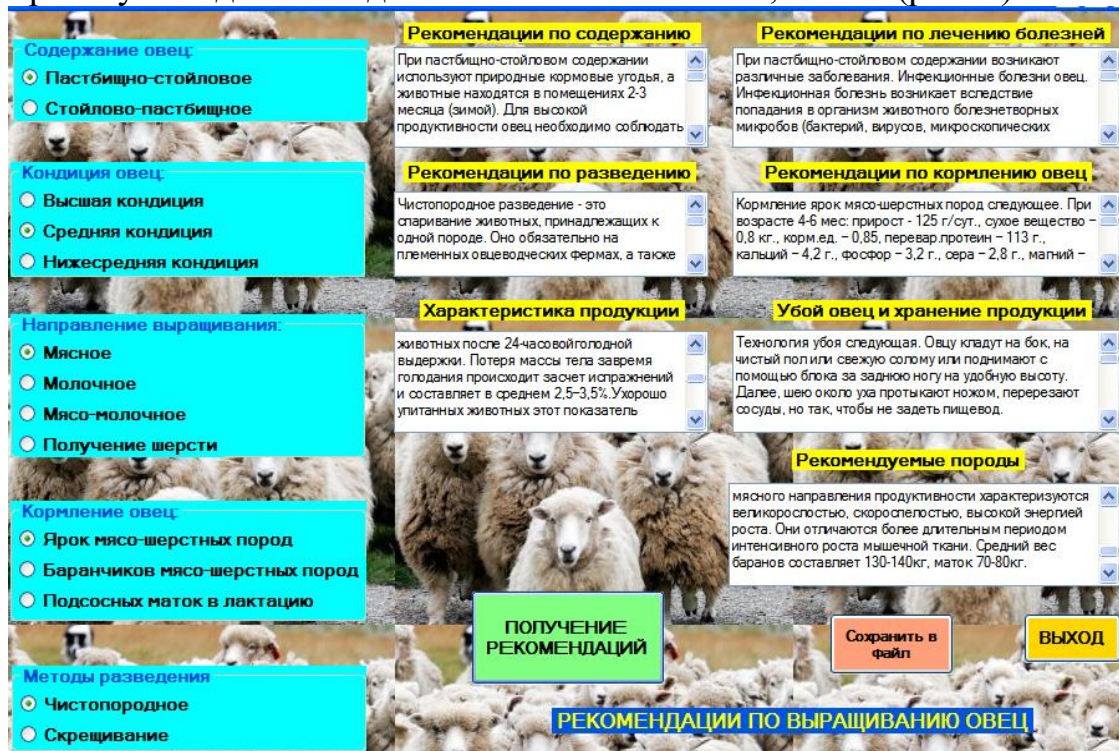 Содержание овец:
Пастбищно-стойловое
Стойлово-пастбищное
Кондиция овец:
Высшая кондиция
Средняя кондиция
Нижесредняя кондиция
Направление выращивания:
Мясное
Молочное
Мясо-молочное
Получение шерсти
Кормление овец:
Ярок мясо-шерстных пород
Баранчиков мясо-шерстных пород
Подсосных маток в лактацию
Методы разведения
Чистопородное
Скрещивание
Рекомендации по содержанию
При пастбищно-стойловом содержании
используют природные кормовые угодья, а
животные находятся в помещениях 2-3
месяца (зимой). Для высокой
продуктивности овец необходимо соблюдать
Рекомендации по разведению
Чистопородное разведение - это
спаривание животных, принадлежащих к
одной породе. Оно обязательно на
племенных овцеводческих фермах, а также
Характеристика продукции
животных после 24-часовойголодной
выдержки. Потеря массы тела завремя
голодания происходит засчет испражнений
и составляет в среднем 2,5–3,5%.Ухорошо
упитанных животных этот показатель
ПОЛУЧЕНИЕ
РЕКОМЕНДАЦИЙ
Рекомендации по лечению болезней
При пастбищно-стойловом содержании возникают
различные заболевания. Инфекционные болезни овец.
Инфекционная болезнь возникает вследствие
попадания в организм животного болезнетворных
микробов (бактерий, вирусов, микроскопических
Рекомендации по кормлению овец
Кормление ярок мясо-шерстных пород следующее. При
возрасте 4-6 мес: прирост - 125 г/сут., сухое вещество –
0,8 кг., корм.ед. – 0,85, перевар.протеин – 113 г.,
кальций – 4,2 г., фосфор – 3,2 г., сера – 2,8 г., магний –
Убой овец и хранение продукции
Технология убоя следующая. Овцу кладут на бок, на
чистый пол или свежую солому или поднимают с
помощью блока за заднюю ногу на удобную высоту.
Далее, шею около уха протыкают ножом, перерезают
сосуды, но так, чтобы не задеть пищевод.
Рекомендуемые породы
мясного направления продуктивности характеризуются
великорослостью, скороспелостью, высокой энергией
роста. Они отличаются более длительным периодом
интенсивного роста мышечной ткани. Средний вес
баранов составляет 130-140кг, маток 70-80кг.
Сохранить в
файл
ВЫХОД
РЕКОМЕНДАЦИИ ПО ВЫРАЩИВАНИЮ ОВЕЦ